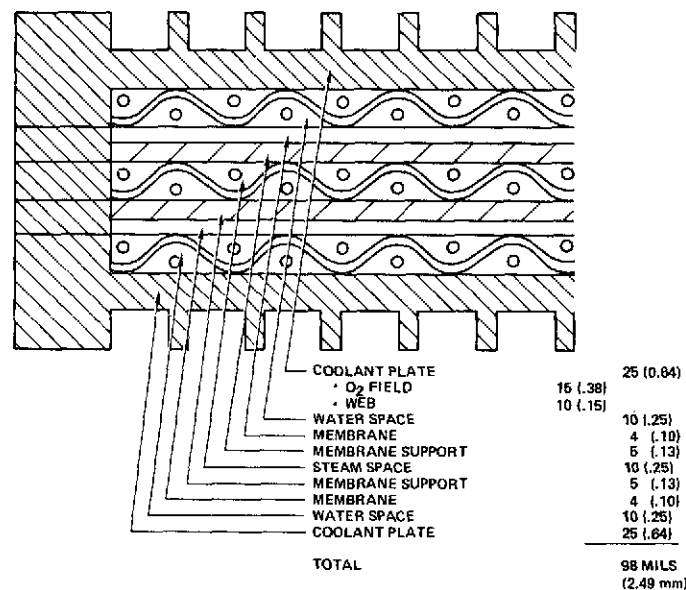 COOLANT PLATE 25 (0.64)
• O2 FIELD 15 (.38)
• WEB 10 (.15)
WATER SPACE 10 (.25)
MEMBRANE 4 (.10)
MEMBRANE SUPPORT 5 (.13)
STEAM SPACE 10 (.25)
MEMBRANE SUPPORT 5 (.13)
MEMBRANE 4 (.10)
WATER SPACE 10 (.25)
COOLANT PLATE 25 (.64)
TOTAL 98 MILS
(2.49 mm)